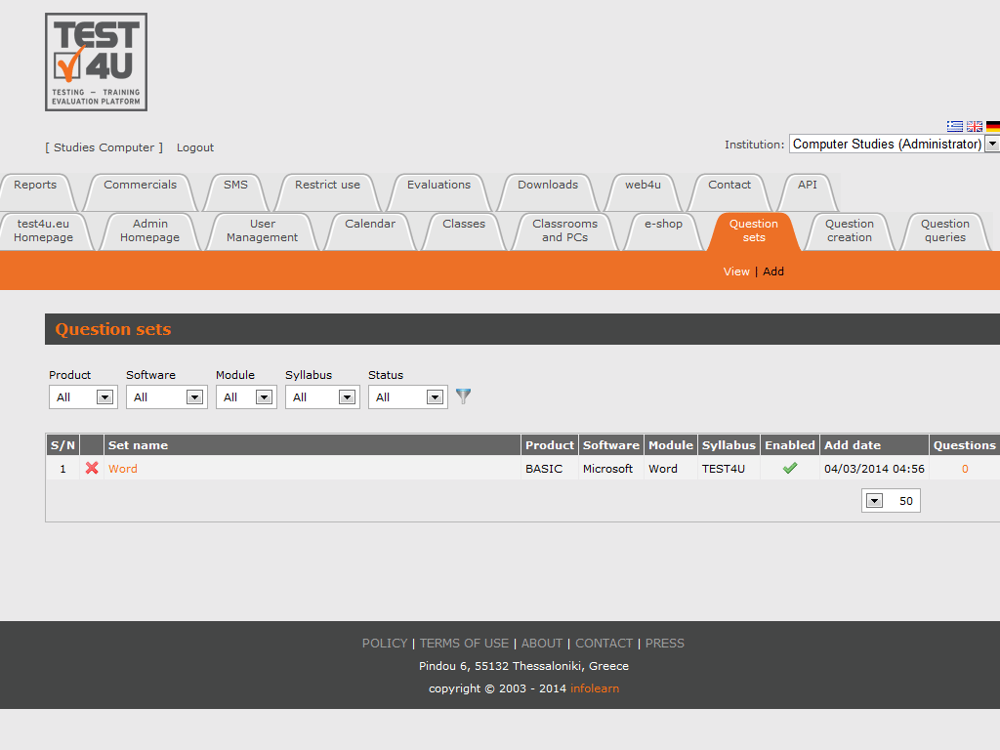 TEST
4U
TESTING – TRAINING
EVALUATION PLATFORM
[ Studies Computer ] Logout
Institution: Computer Studies (Administrator)
Reports Commercials SMS Restrict use Evaluations Downloads web4u Contact API
test4u.eu Homepage Admin Homepage User Management Calendar Classes Classrooms and PCs e-shop Question sets Question creation Question queries
View | Add
Question sets
Product Software Module Syllabus Status
All All All All All
S/N Set name Product Software Module Syllabus Enabled Add date Questions
1 Word BASIC Microsoft Word TEST4U 04/03/2014 04:56 0
50
POLICY | TERMS OF USE | ABOUT | CONTACT | PRESS
Pindou 6, 55132 Thessaloniki, Greece
copyright © 2003 - 2014 infolearn